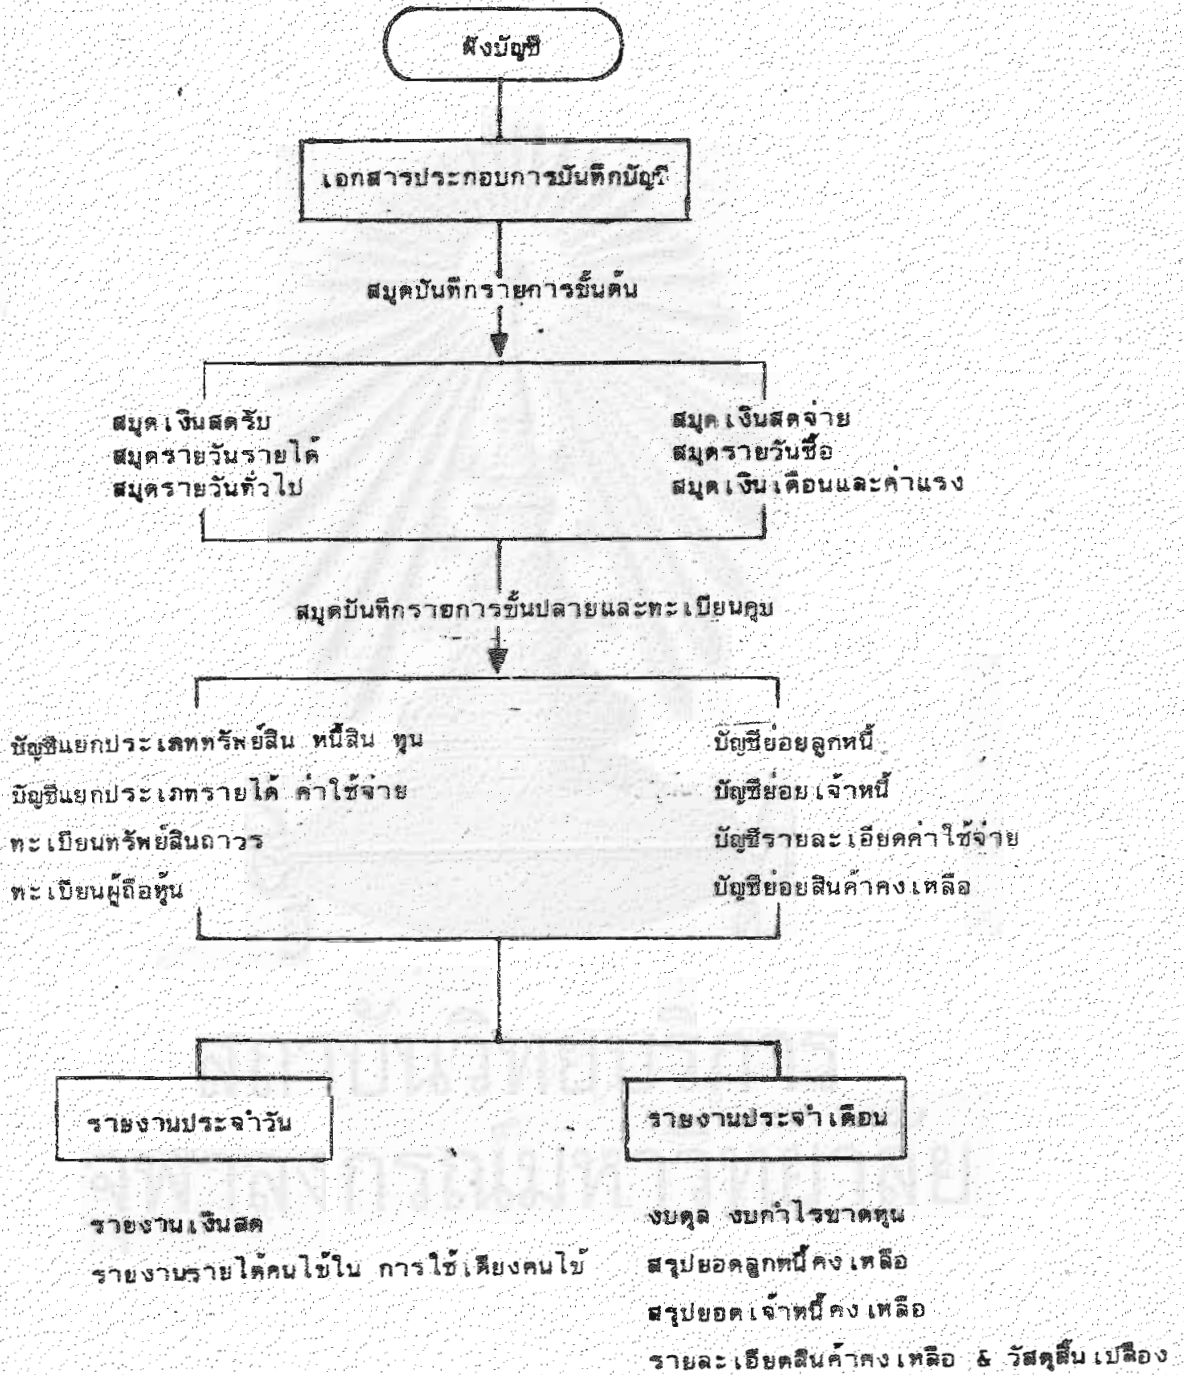 ผังบัญชี
เอกสารประกอบการบันทึกบัญชี
สมุดบันทึกรายการขั้นต้น
สมุดเงินสดรับ
สมุดรายวันรายได้
สมุดรายวันทั่วไป
สมุดเงินสดจ่าย
สมุดรายวันซื้อ
สมุดเงินเดือนและค่าแรง
สมุดบันทึกรายการขั้นปลายและทะเบียนคุม
บัญชีแยกประเภททรัพย์สิน หนี้สิน ทุน
บัญชีแยกประเภทรายได้ ค่าใช้จ่าย
ทะเบียนทรัพย์สินถาวร
ทะเบียนผู้ถือหุ้น
บัญชีย่อยลูกหนี้
บัญชีย่อยเจ้าหนี้
บัญชีรายละเอียดค่าใช้จ่าย
บัญชีย่อยสินค้าคงเหลือ
รายงานประจำวัน
รายงานเงินสด
รายงานรายได้คนไข้ใน การใช้เตียงคนไข้
รายงานประจำเดือน
งบดุล งบกำไรขาดทุน
สรุปยอดลูกหนี้คงเหลือ
สรุปยอดเจ้าหนี้คงเหลือ
รายละเอียดสินค้าคงเหลือ & วัสดุสิ้นเปลือง